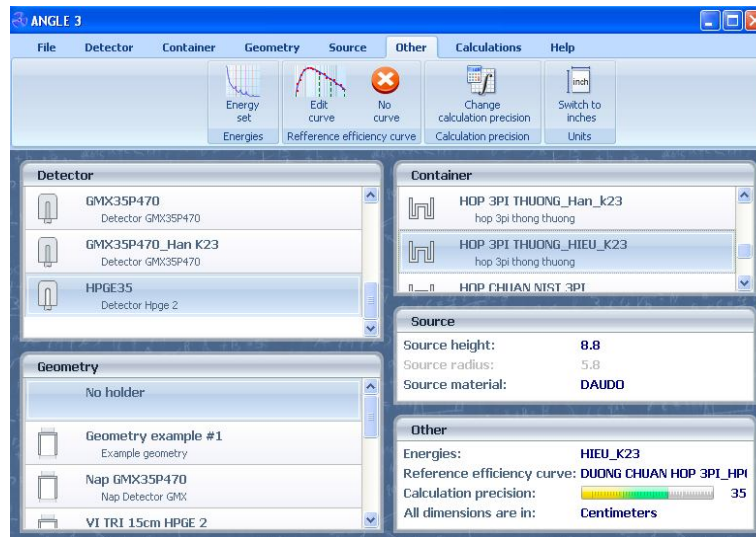 ANGLE 3
File Detector Container Geometry Source Other Calculations Help
Energy set
Edit curve
No curve
Change calculation precision
inch
Switch to inches
Energies
Refference efficiency curve
Calculation precision
Units
Detector
GMX35P470
Detector GMX35P470
GMX35P470_Han K23
Detector GMX35P470
HPGE35
Detector Hpge 2
Container
HOP 3PI THUONG_Han_k23
hop 3pi thong thuong
HOP 3PI THUONG_HIEU_K23
hop 3pi thong thuong
HOP CHUAN NIST 3PI
Geometry
No holder
Geometry example #1
Example geometry
Nap GMX35P470
Nap Detector GMX
VI TRI 15cm HPGE 2
Source
Source height: 8.8
Source radius: 5.8
Source material: DAUDO
Other
Energies: HIEU_K23
Reference efficiency curve: DUONG CHUAN HOP 3PI_HP
Calculation precision: 35
All dimensions are in: Centimeters